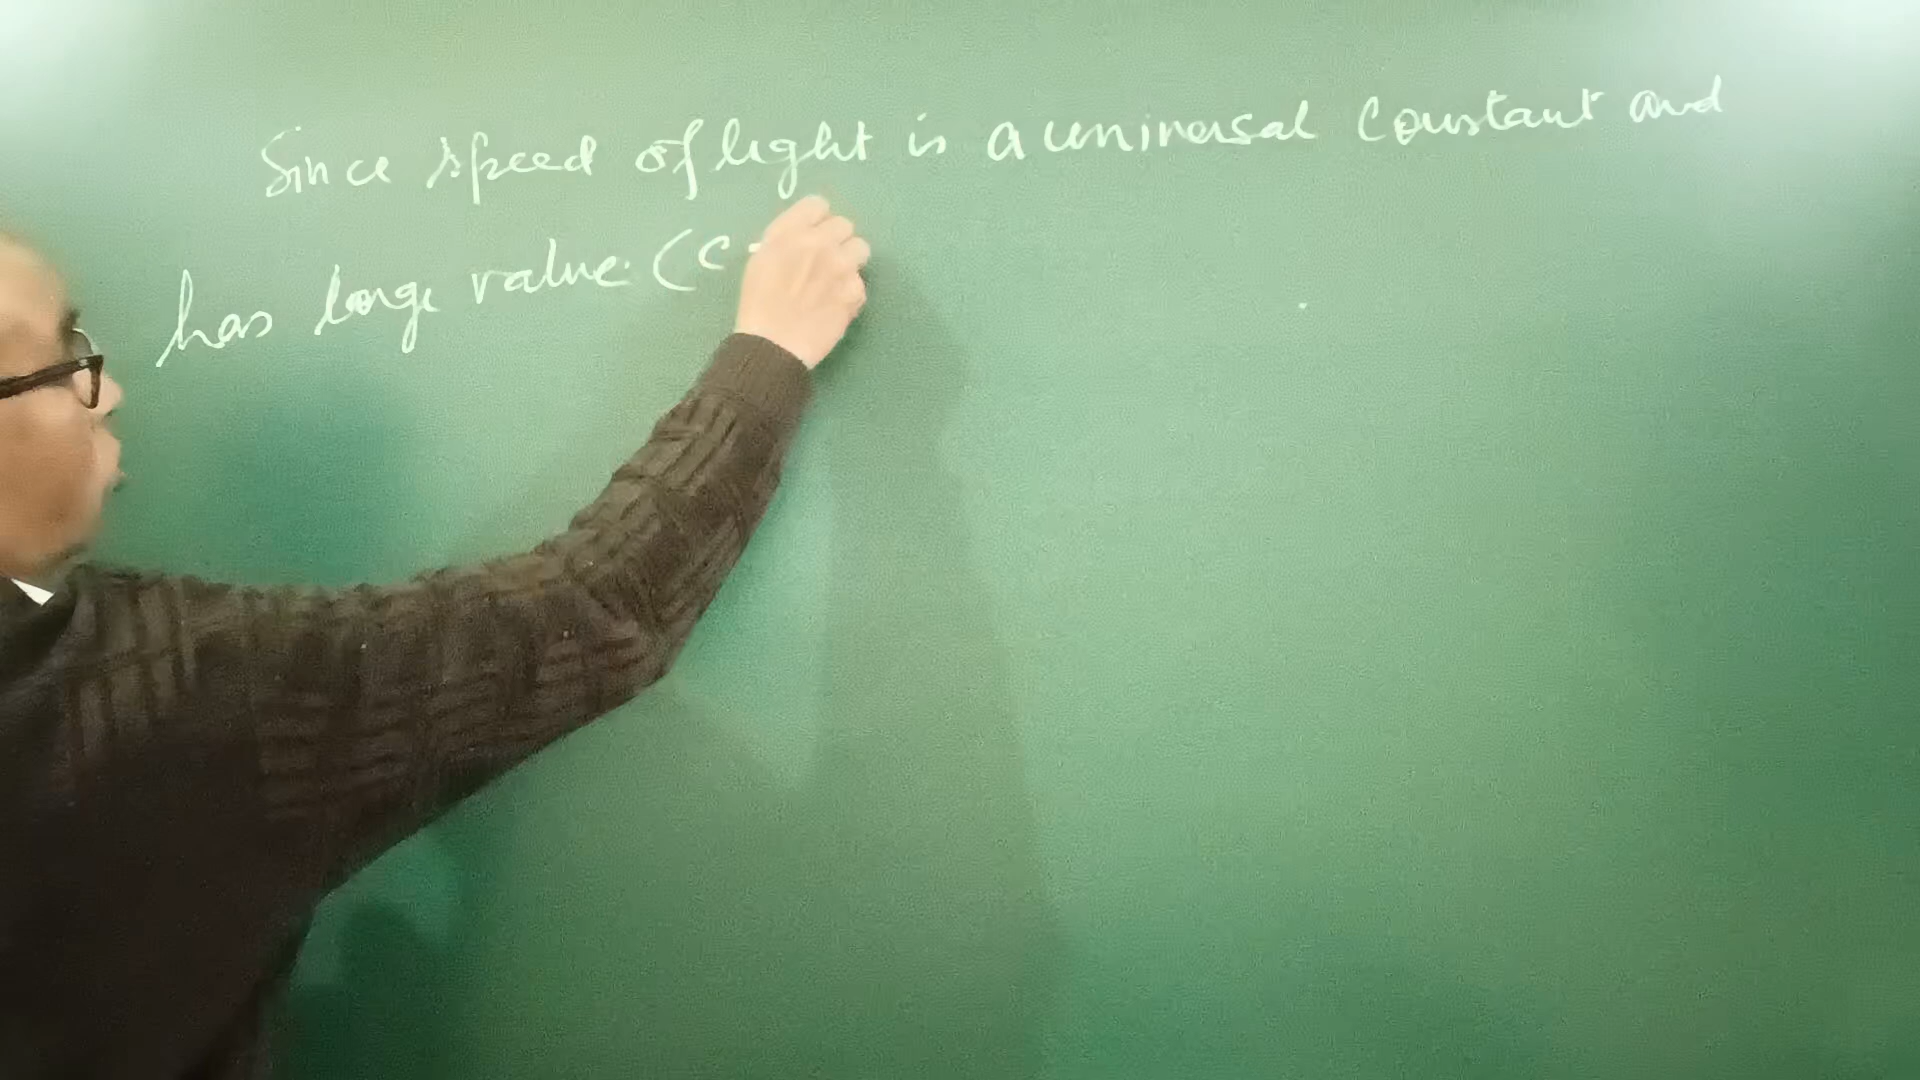 Since speed of light is a universal constant and
has large value (c